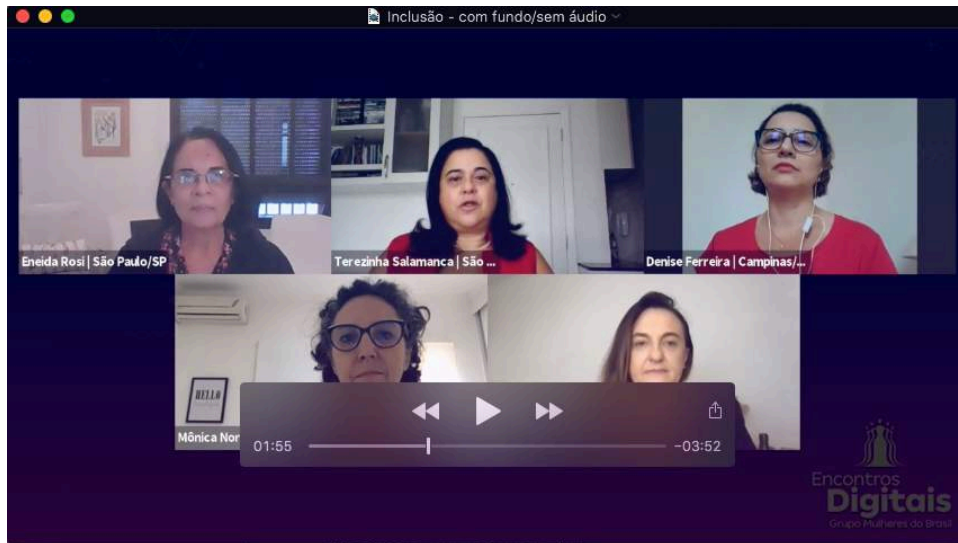 Inclusão - com fundo/sem áudio
Eneida Rosi | São Paulo/SP
Terezinha Salamanca | São ...
Denise Ferreira | Campinas/...
HELLO
Mônica Nor
01:55
-03:52
Encontros
Digitais
Grupo Mulheres do Brasil